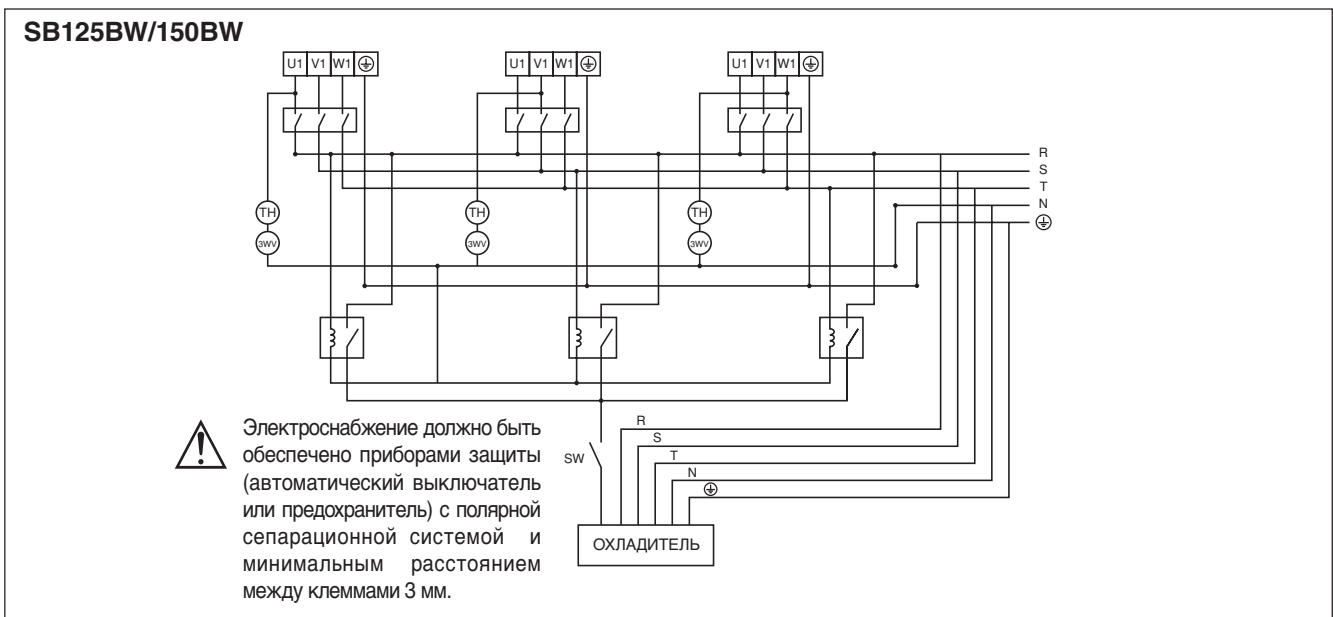 SB125BW/150BW
U1 V1 W1
U1 V1 W1
U1 V1 W1
R
S
T
N
TH
TH
TH
3WV
3WV
3WV
Электроснабжение должно быть
обеспечено приборами защиты
(автоматический выключатель
или предохранитель) с полярной
сепарационной системой и
минимальным расстоянием
между клеммами 3 мм.
SW
R
S
T
N
ОХЛАДИТЕЛЬ